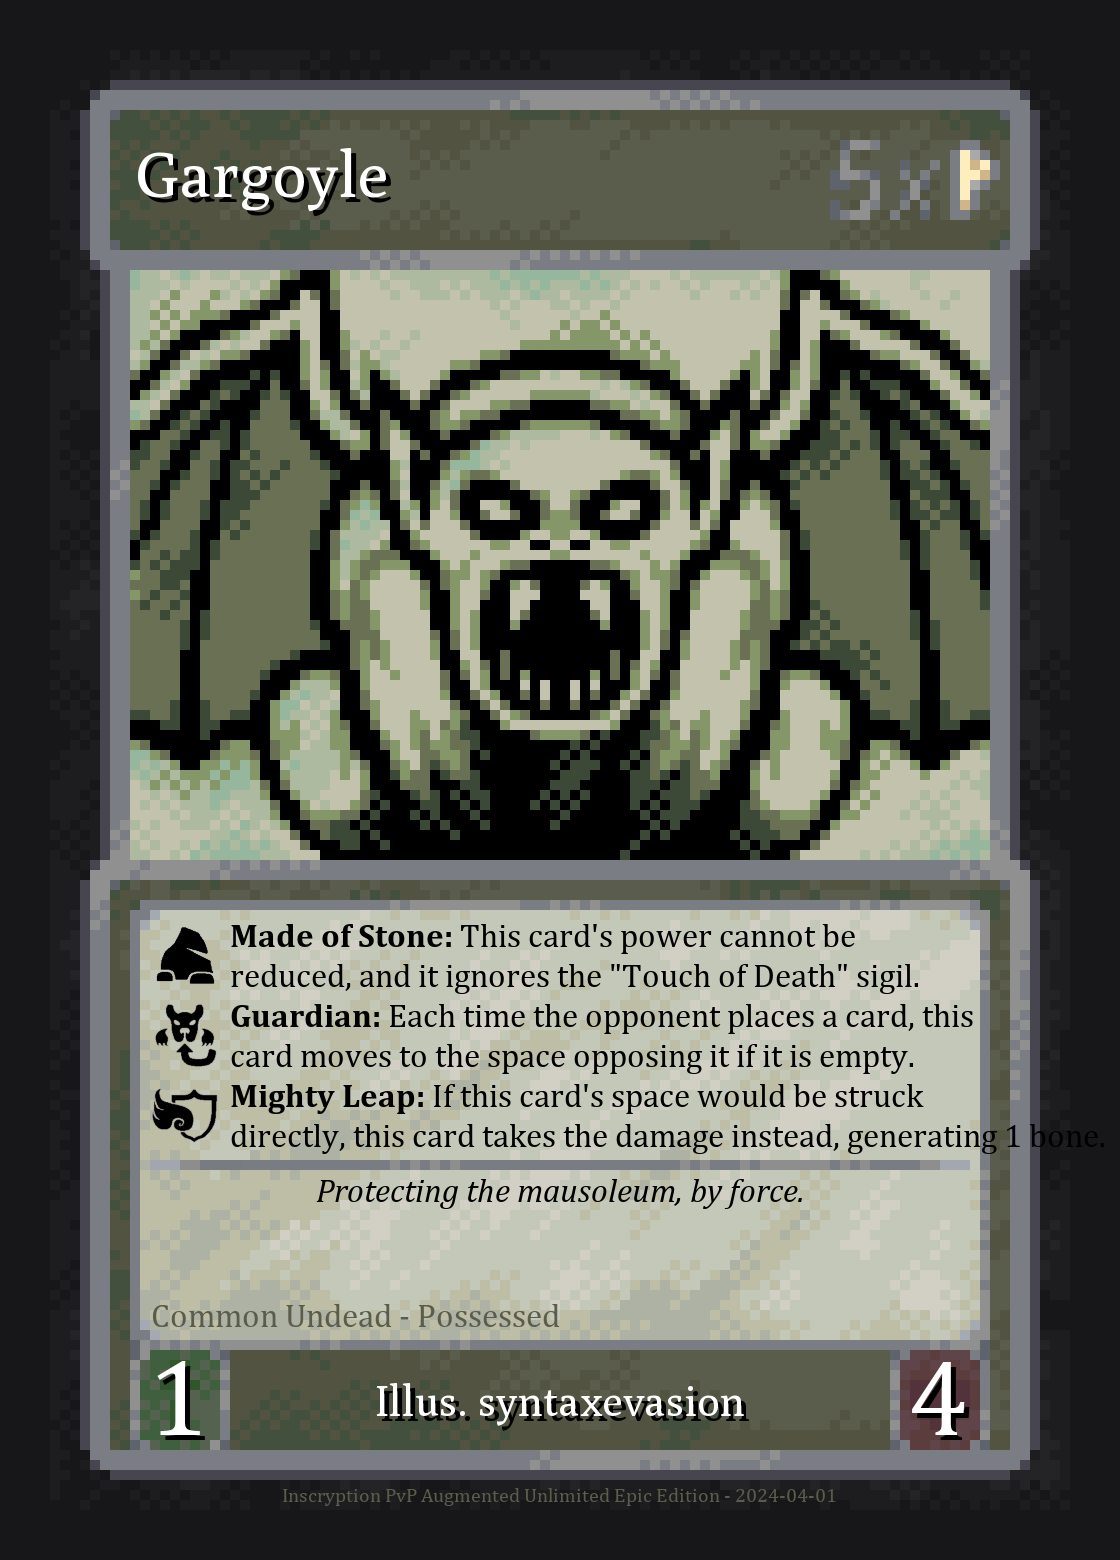 Gargoyle
5x
Made of Stone: This card's power cannot be
reduced, and it ignores the "Touch of Death" sigil.
Guardian: Each time the opponent places a card, this
card moves to the space opposing it if it is empty.
Mighty Leap: If this card's space would be struck
directly, this card takes the damage instead, generating 1 bone.
Protecting the mausoleum, by force.
Common Undead - Possessed
1
Illus. syntaxevasion
4
Inscryption PvP Augmented Unlimited Epic Edition - 2024-04-01